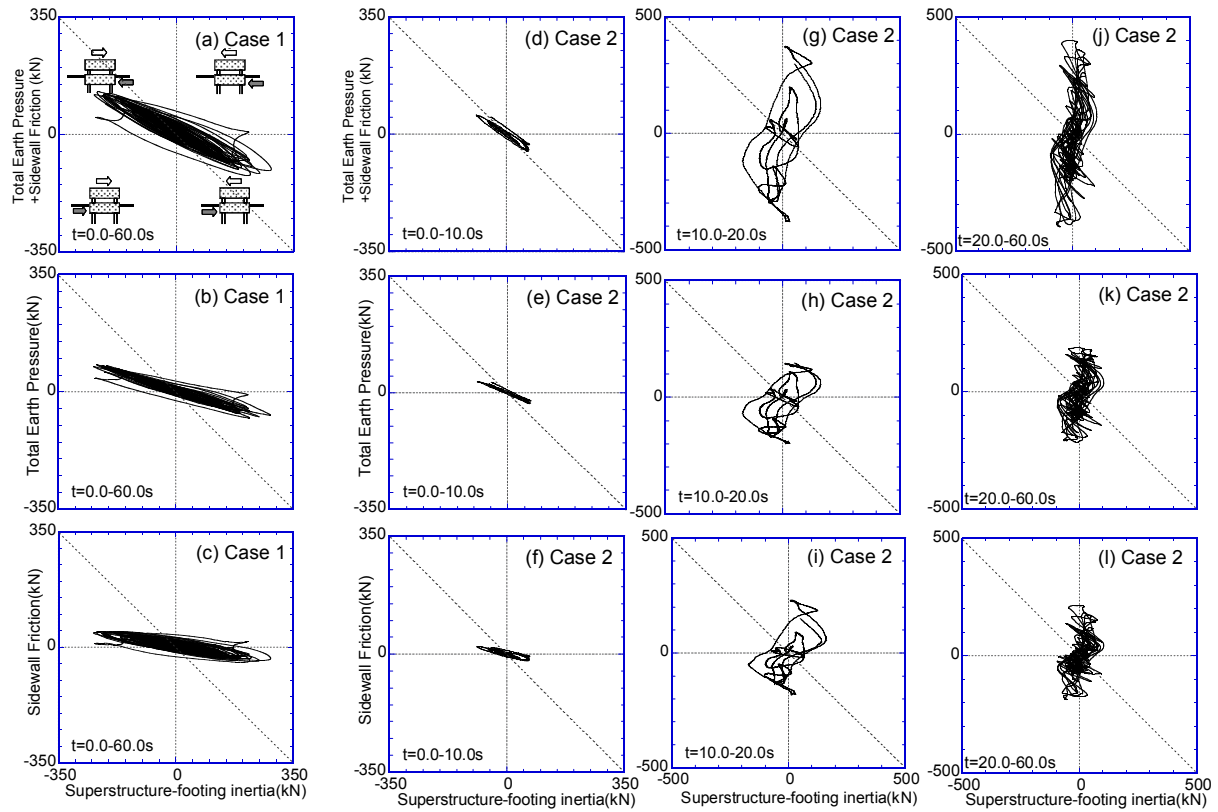 350
0
350
Total Earth Pressure
+Sidewall Friction (kN)
(a) Case 1
t=0.0-60.0s
350
0
350
Total Earth Pressure
+Sidewall Friction (kN)
(d) Case 2
t=0.0-10.0s
500
0
-500
(g) Case 2
t=10.0-20.0s
500
0
-500
(j) Case 2
t=20.0-60.0s
350
0
-350
Total Earth Pressure(kN)
(b) Case 1
t=0.0-60.0s
350
0
-350
Total Earth Pressure(kN)
(e) Case 2
t=0.0-10.0s
500
0
-500
(h) Case 2
t=10.0-20.0s
500
0
-500
(k) Case 2
t=20.0-60.0s
350
0
-350
Sidewall Friction(kN)
(c) Case 1
t=0.0-60.0s
-350
0
350
Superstructure-footing inertia(kN)
350
0
-350
Sidewall Friction(kN)
(f) Case 2
t=0.0-10.0s
-350
0
350
Superstructure-footing inertia(kN)
500
0
-500
(i) Case 2
t=10.0-20.0s
-500
0
500
Superstructure-footing inertia(kN)
500
0
-500
(l) Case 2
t=20.0-60.0s
-500
0
500
Superstructure-footing inertia(kN)